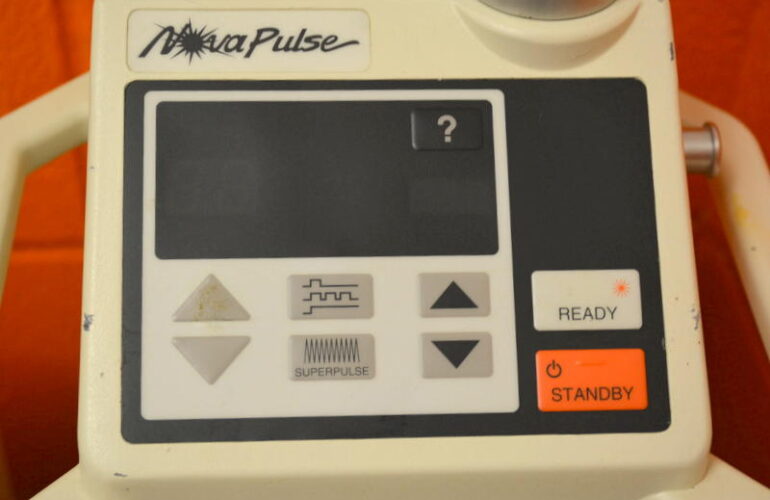 NovaPulse
?
READY
SUPERPULSE
STANDBY